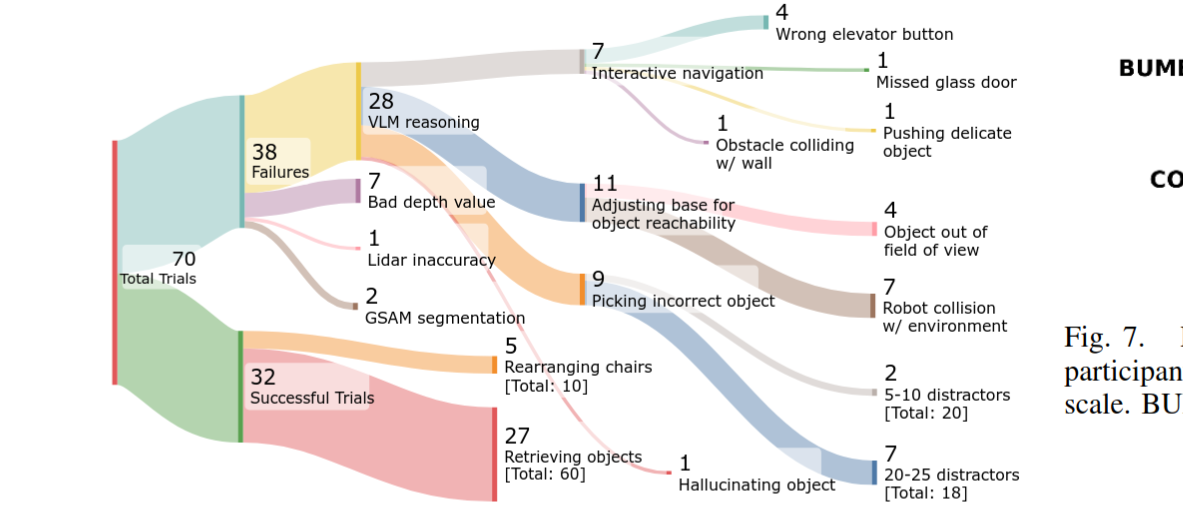 70
Total Trials
38
Failures
32
Successful Trials
28
VLM reasoning
7
Bad depth value
1
Lidar inaccuracy
2
GSAM segmentation
5
Rearranging chairs
[Total: 10]
27
Retrieving objects
[Total: 60]
7
Interactive navigation
11
Adjusting base for
object reachability
9
Picking incorrect object
1
Hallucinating object
4
Wrong elevator button
1
Missed glass door
1
Pushing delicate
object
1
Obstacle colliding
w/ wall
4
Object out of
field of view
7
Robot collision
w/ environment
2
5-10 distractors
[Total: 20]
7
20-25 distractors
[Total: 18]
CO
Fig. 7.
participan
scale. BU